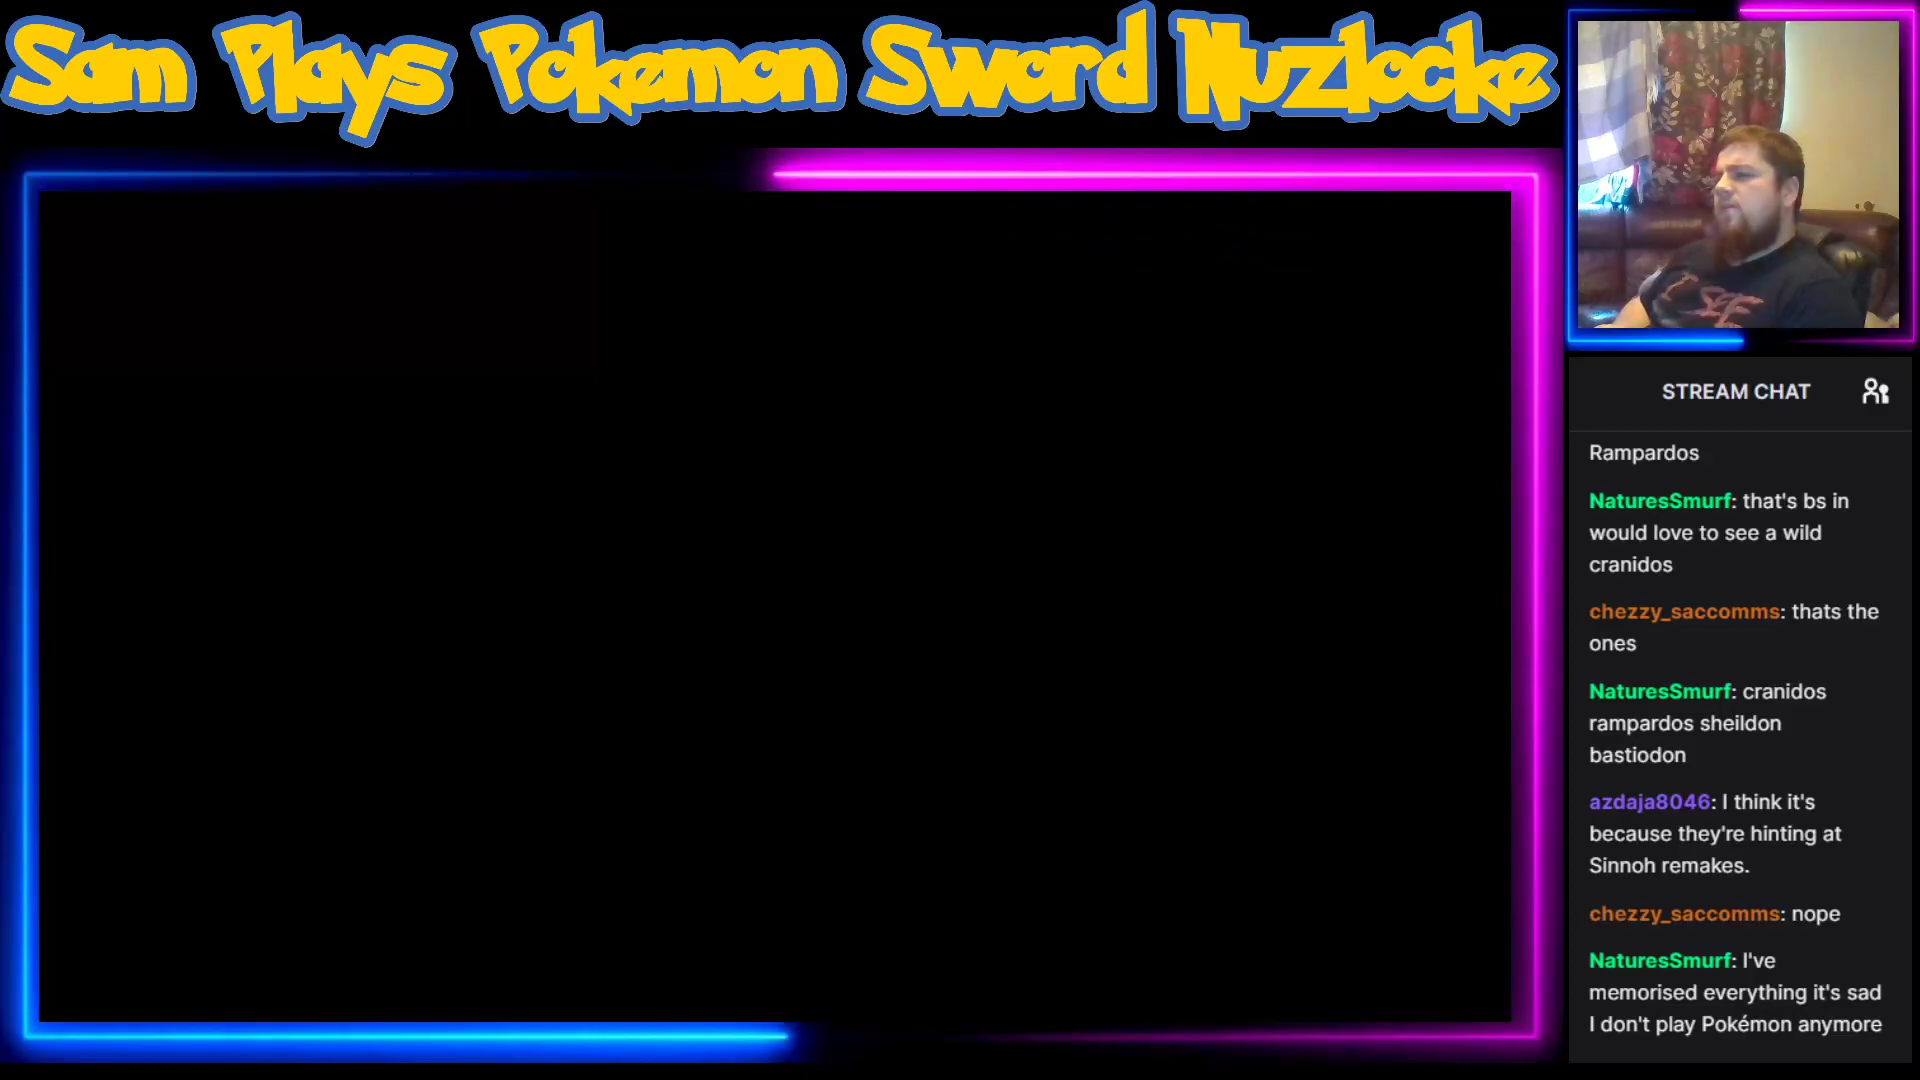 Sam Plays Pokemon Sword Nuzlocke
STREAM CHAT
Rampardos
NaturesSmurf: that's bs in
would love to see a wild
cranidos
chezzy_saccomms: thats the
ones
NaturesSmurf: cranidos
rampardos sheildon
bastiodon
azdaja8046: I think it's
because they're hinting at
Sinnoh remakes.
chezzy_saccomms: nope
NaturesSmurf: I've
memorised everything it's sad
I don't play Pokémon anymore